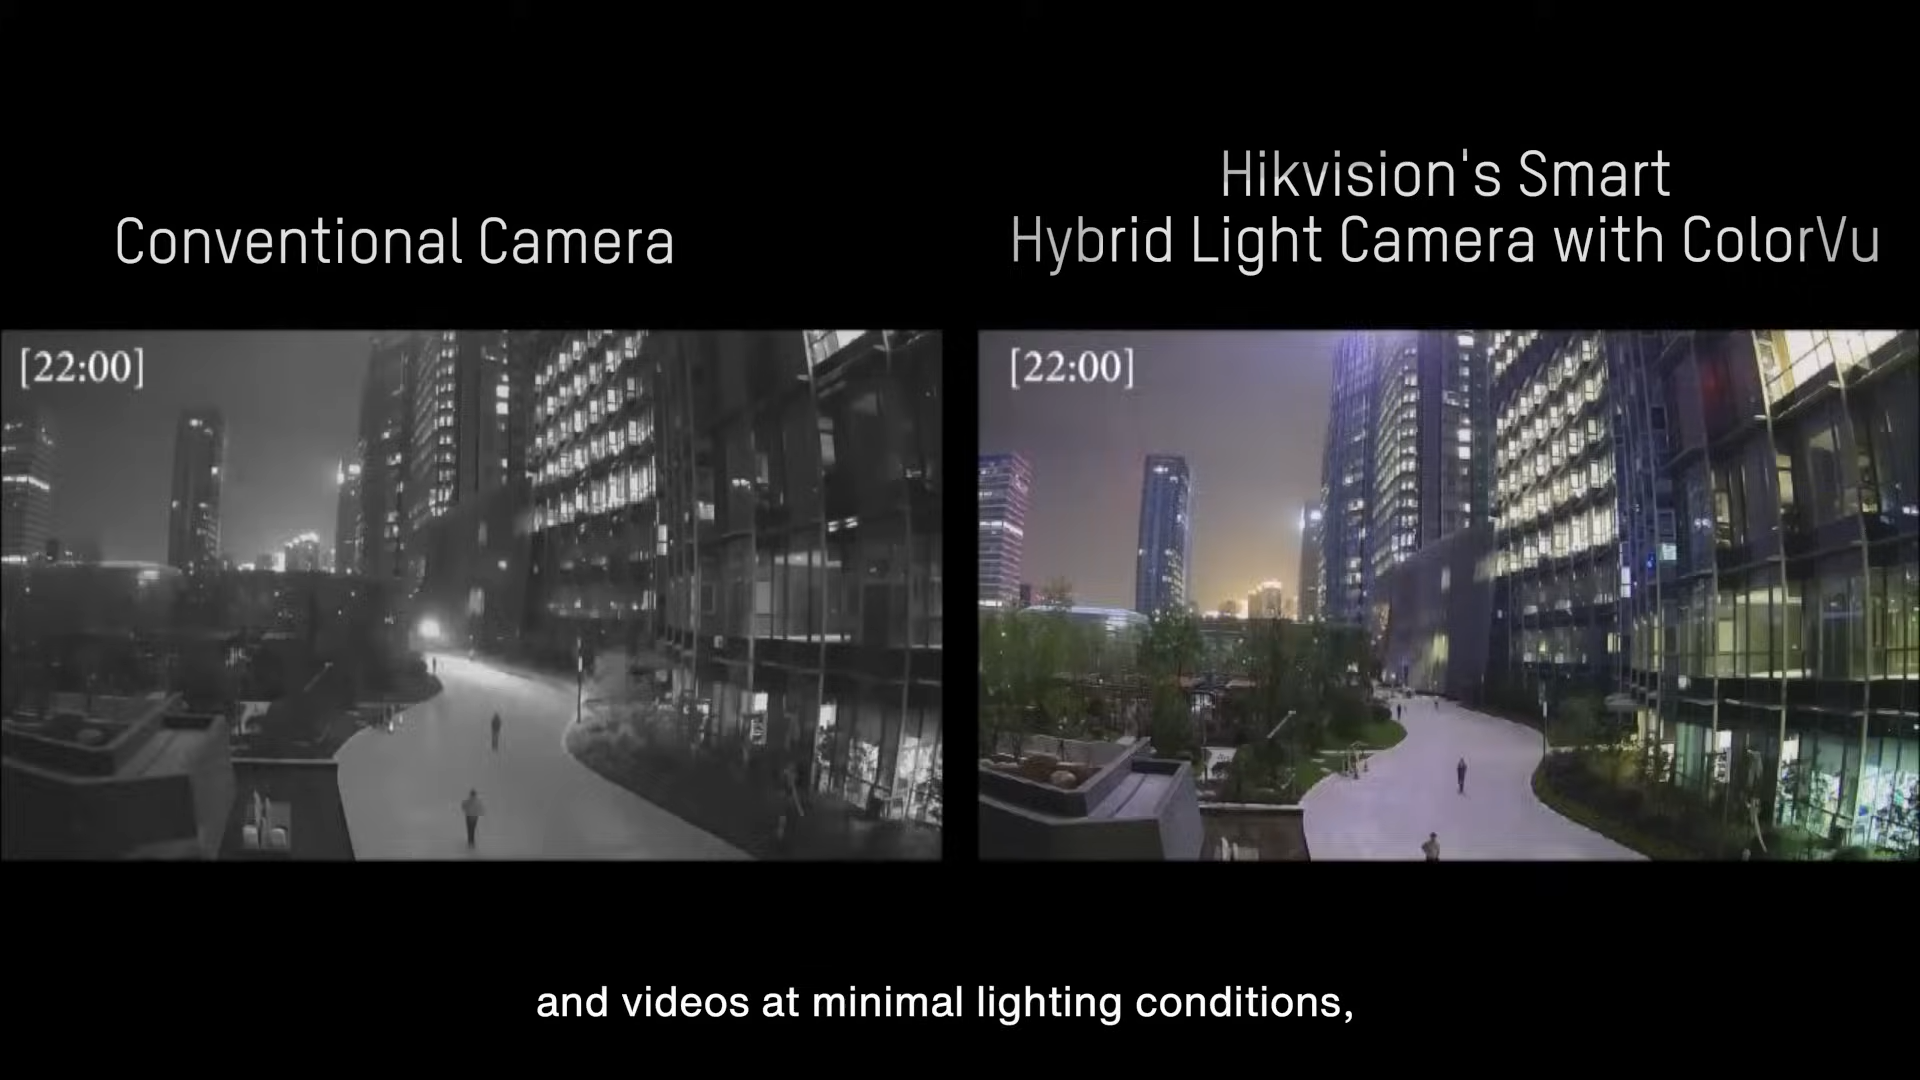 Conventional Camera
Hikvision's Smart
Hybrid Light Camera with ColorVu
[22:00]
[22:00]
and videos at minimal lighting conditions,